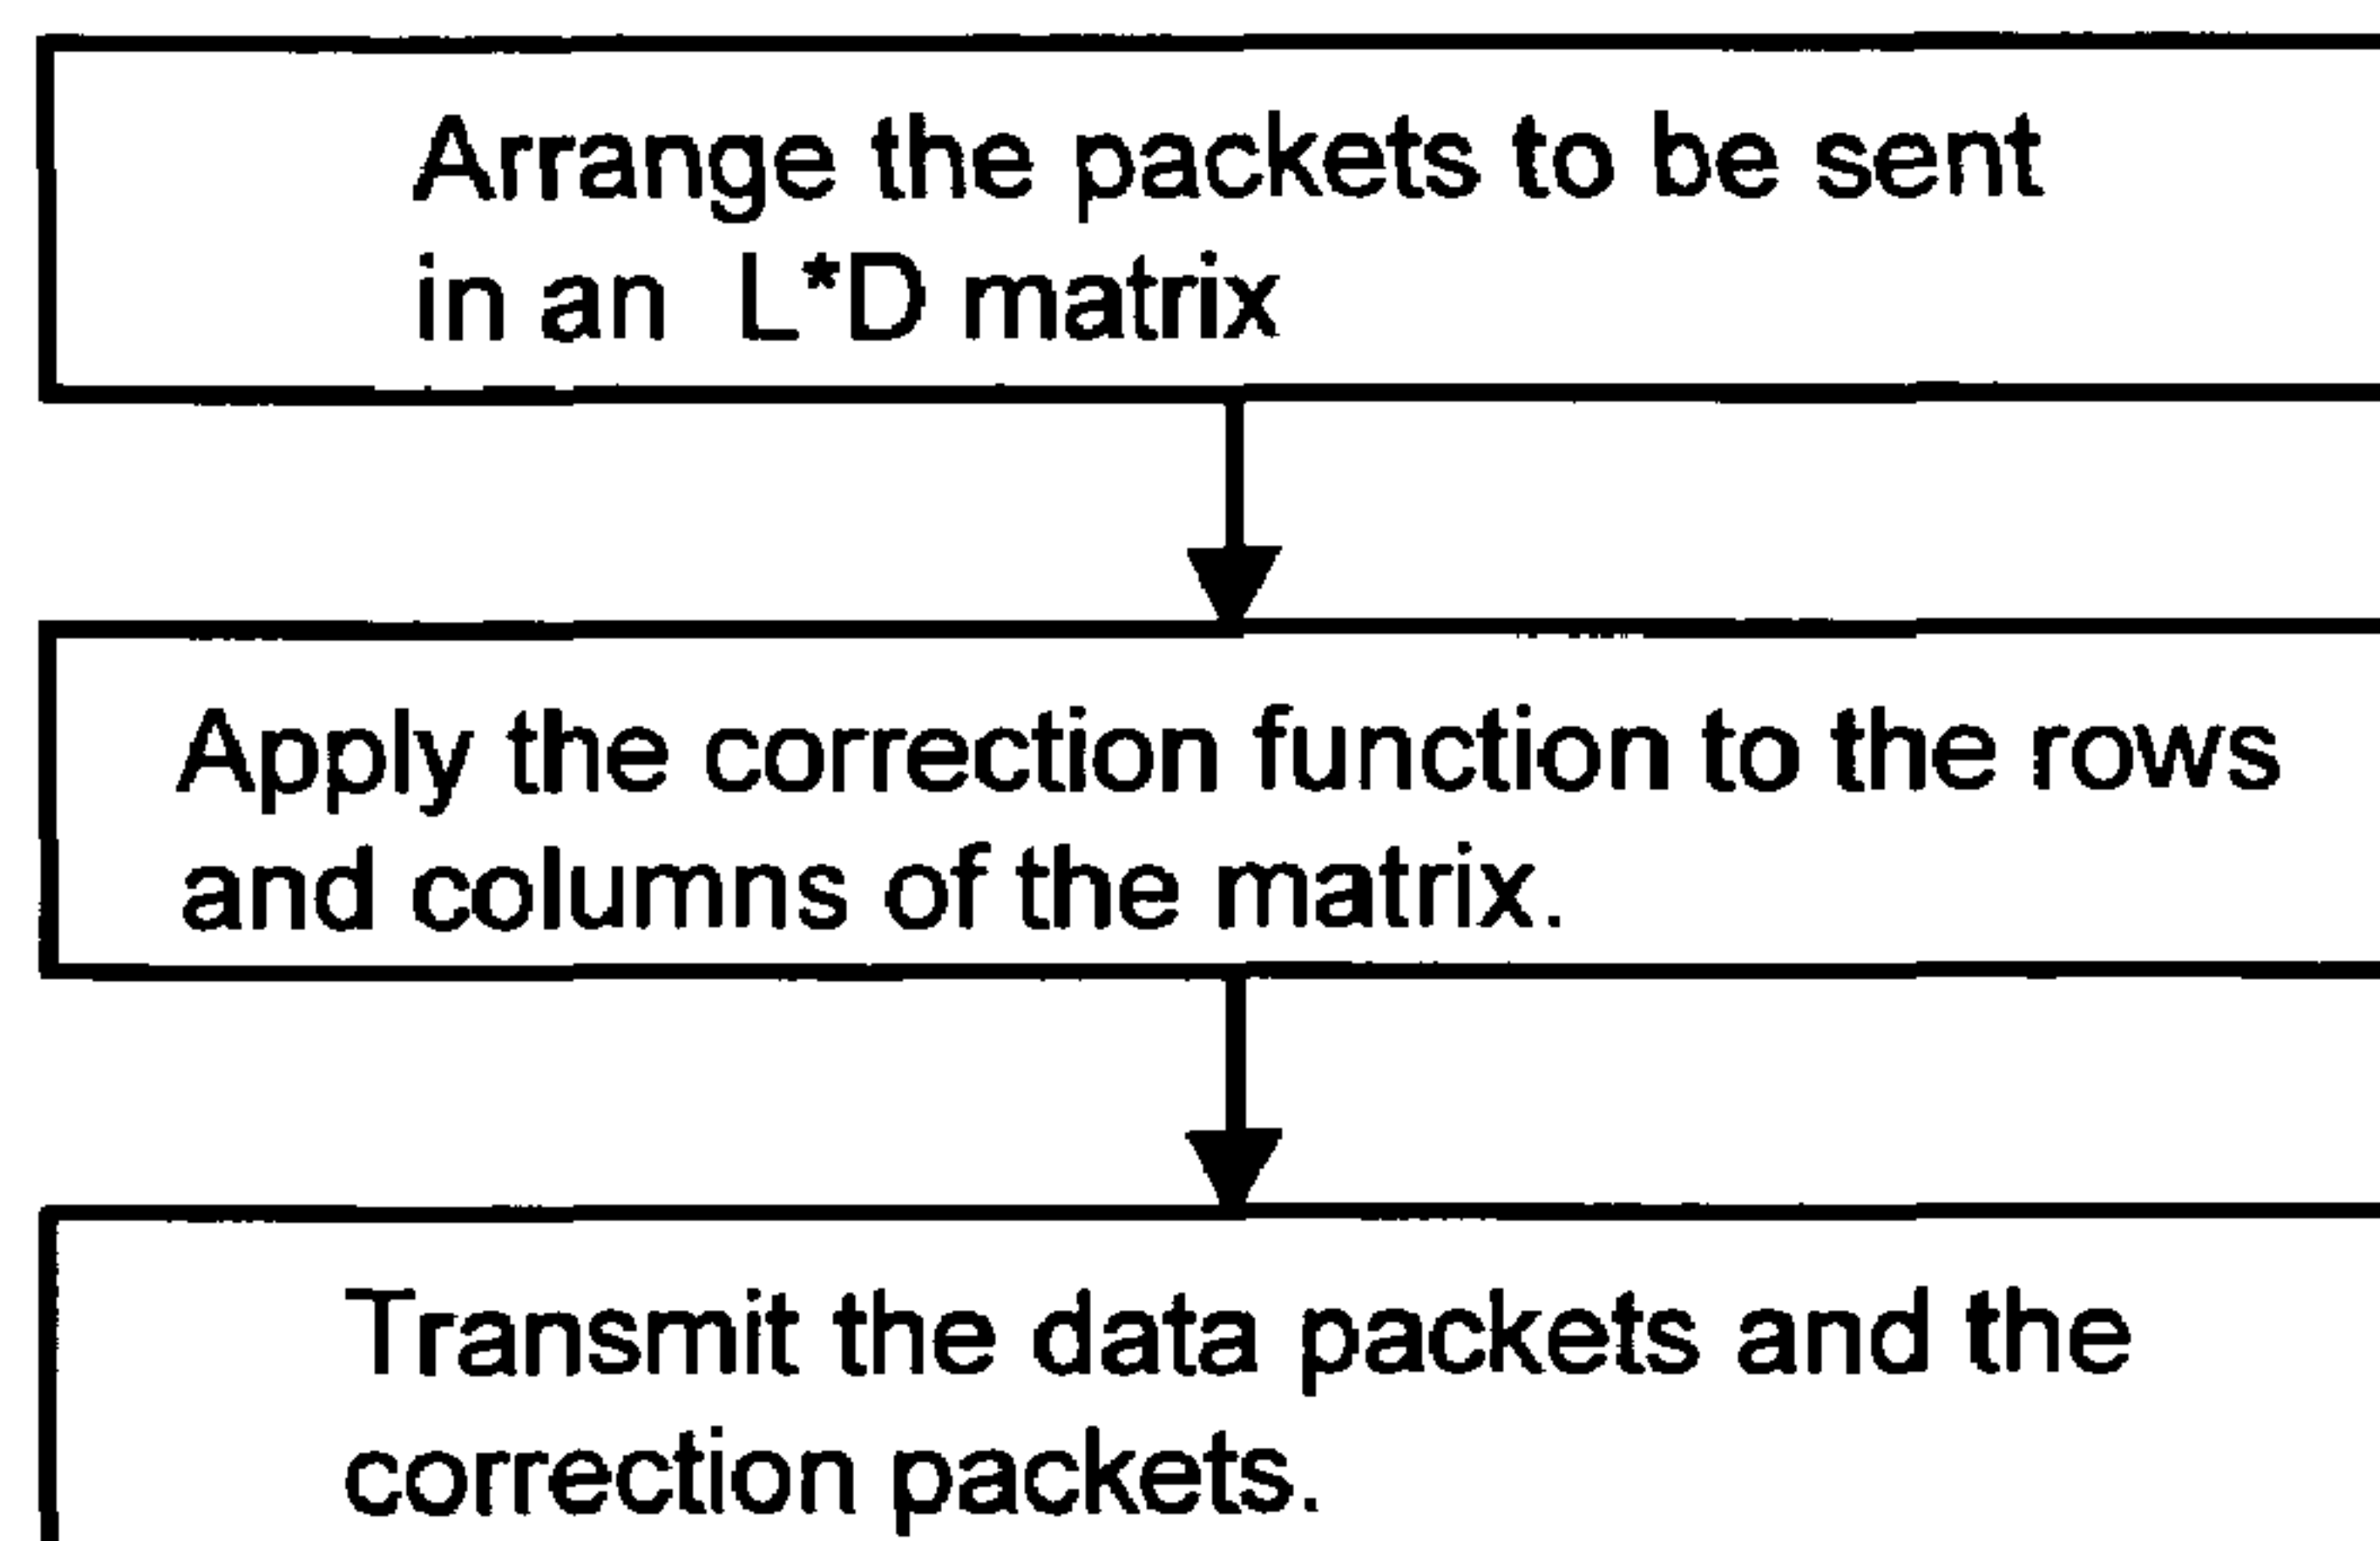 Arrange the packets to be sent
in an L*D matrix
Apply the correction function to the rows
and columns of the matrix.
Transmit the data packets and the
correction packets.